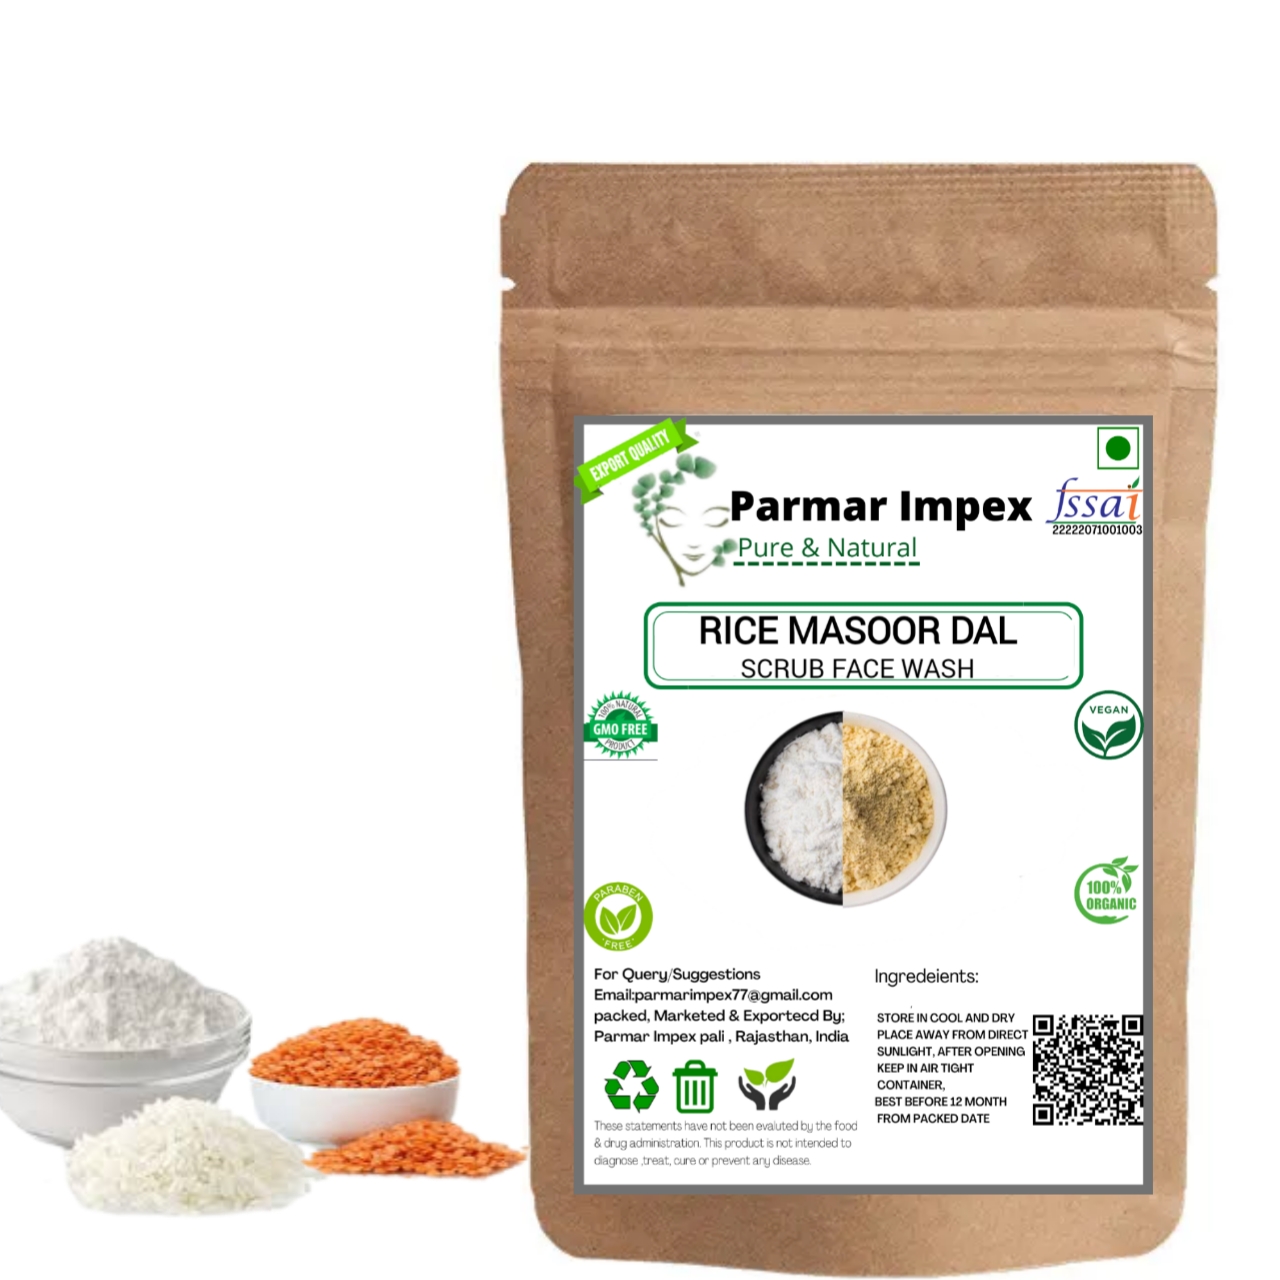 EXPORT QUALITY
Parmar Impex
Pure & Natural
fssai
22222071001003
RICE MASOOR DAL
SCRUB FACE WASH
100% NATURAL
GMO FREE
PRODUCT
VEGAN
PARABEN
FREE
100%
ORGANIC
For Query/Suggestions
Email:parmarimpex77@gmail.com
packed, Marketed & Exportecd By;
Parmar Impex pali , Rajasthan, India
These statements have not been evaluted by the food
& drug administration. This product is not intended to
diagnose ,treat, cure or prevent any disease.
Ingredeients:
STORE IN COOL AND DRY
PLACE AWAY FROM DIRECT
SUNLIGHT, AFTER OPENING
KEEP IN AIR TIGHT
CONTAINER,
BEST BEFORE 12 MONTH
FROM PACKED DATE